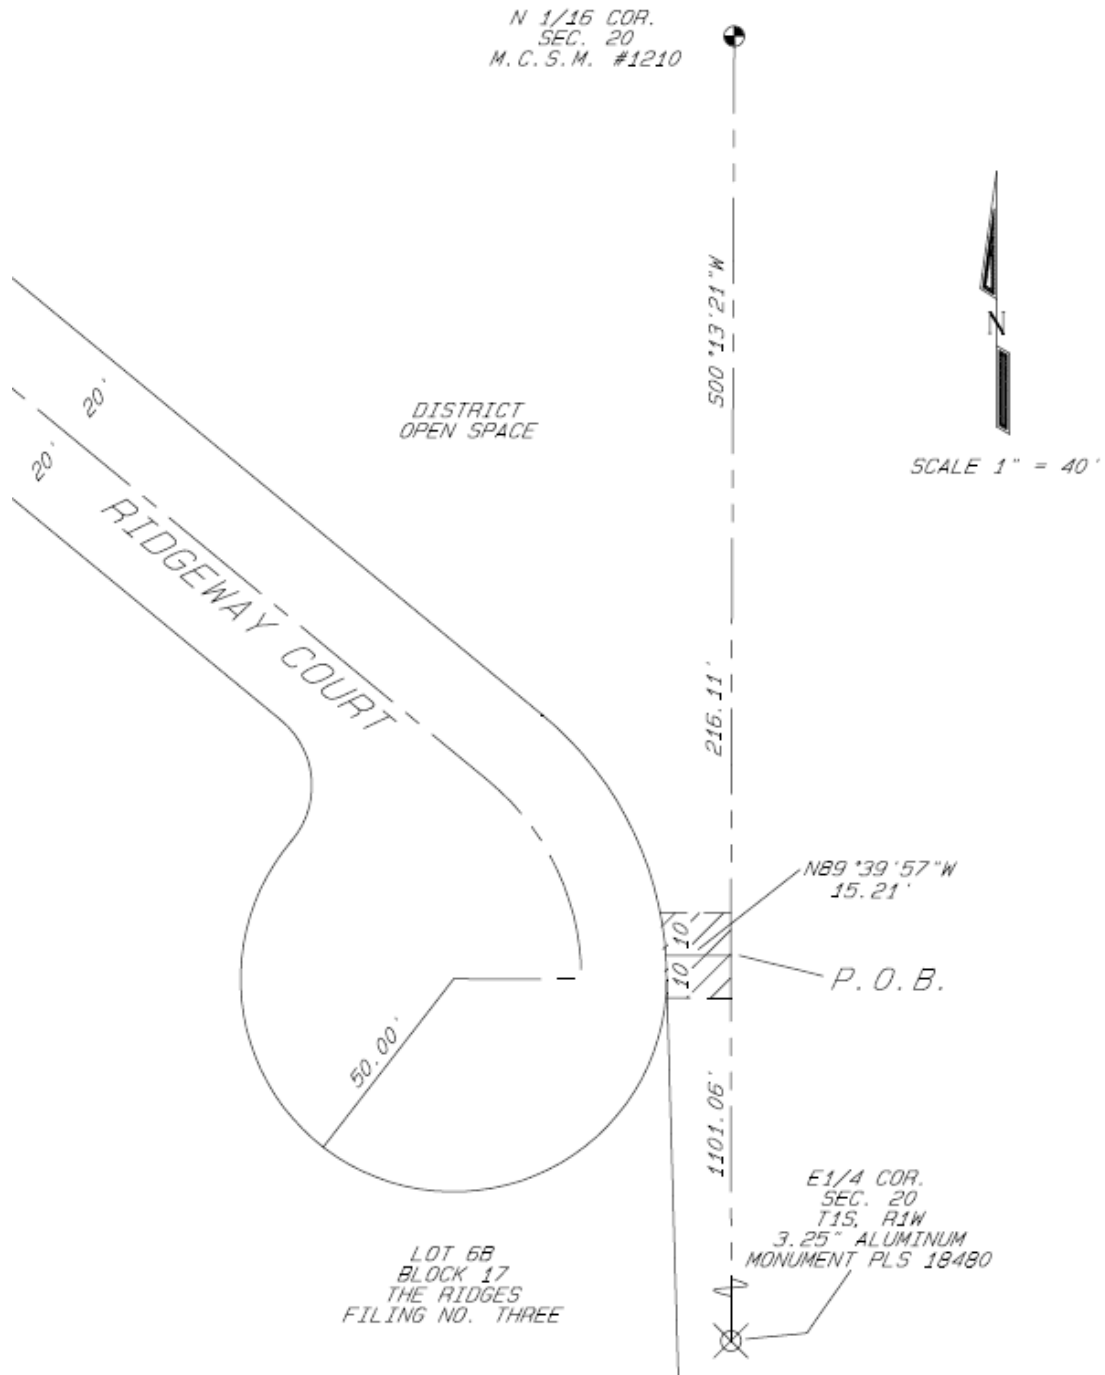 N 1/16 COR.
SEC. 20
M.C.S.M. #1210
S00°13'21"W
N
SCALE 1" = 40'
DISTRICT
OPEN SPACE
20'
20'
RIDGEWAY COURT
216.11'
N89°39'57"W
15.21'
10'
10'
P.O.B.
50.00'
1101.06'
E1/4 COR.
SEC. 20
T1S, R1W
3.25" ALUMINUM
MONUMENT PLS 18480
LOT 6B
BLOCK 17
THE RIDGES
FILING NO. THREE